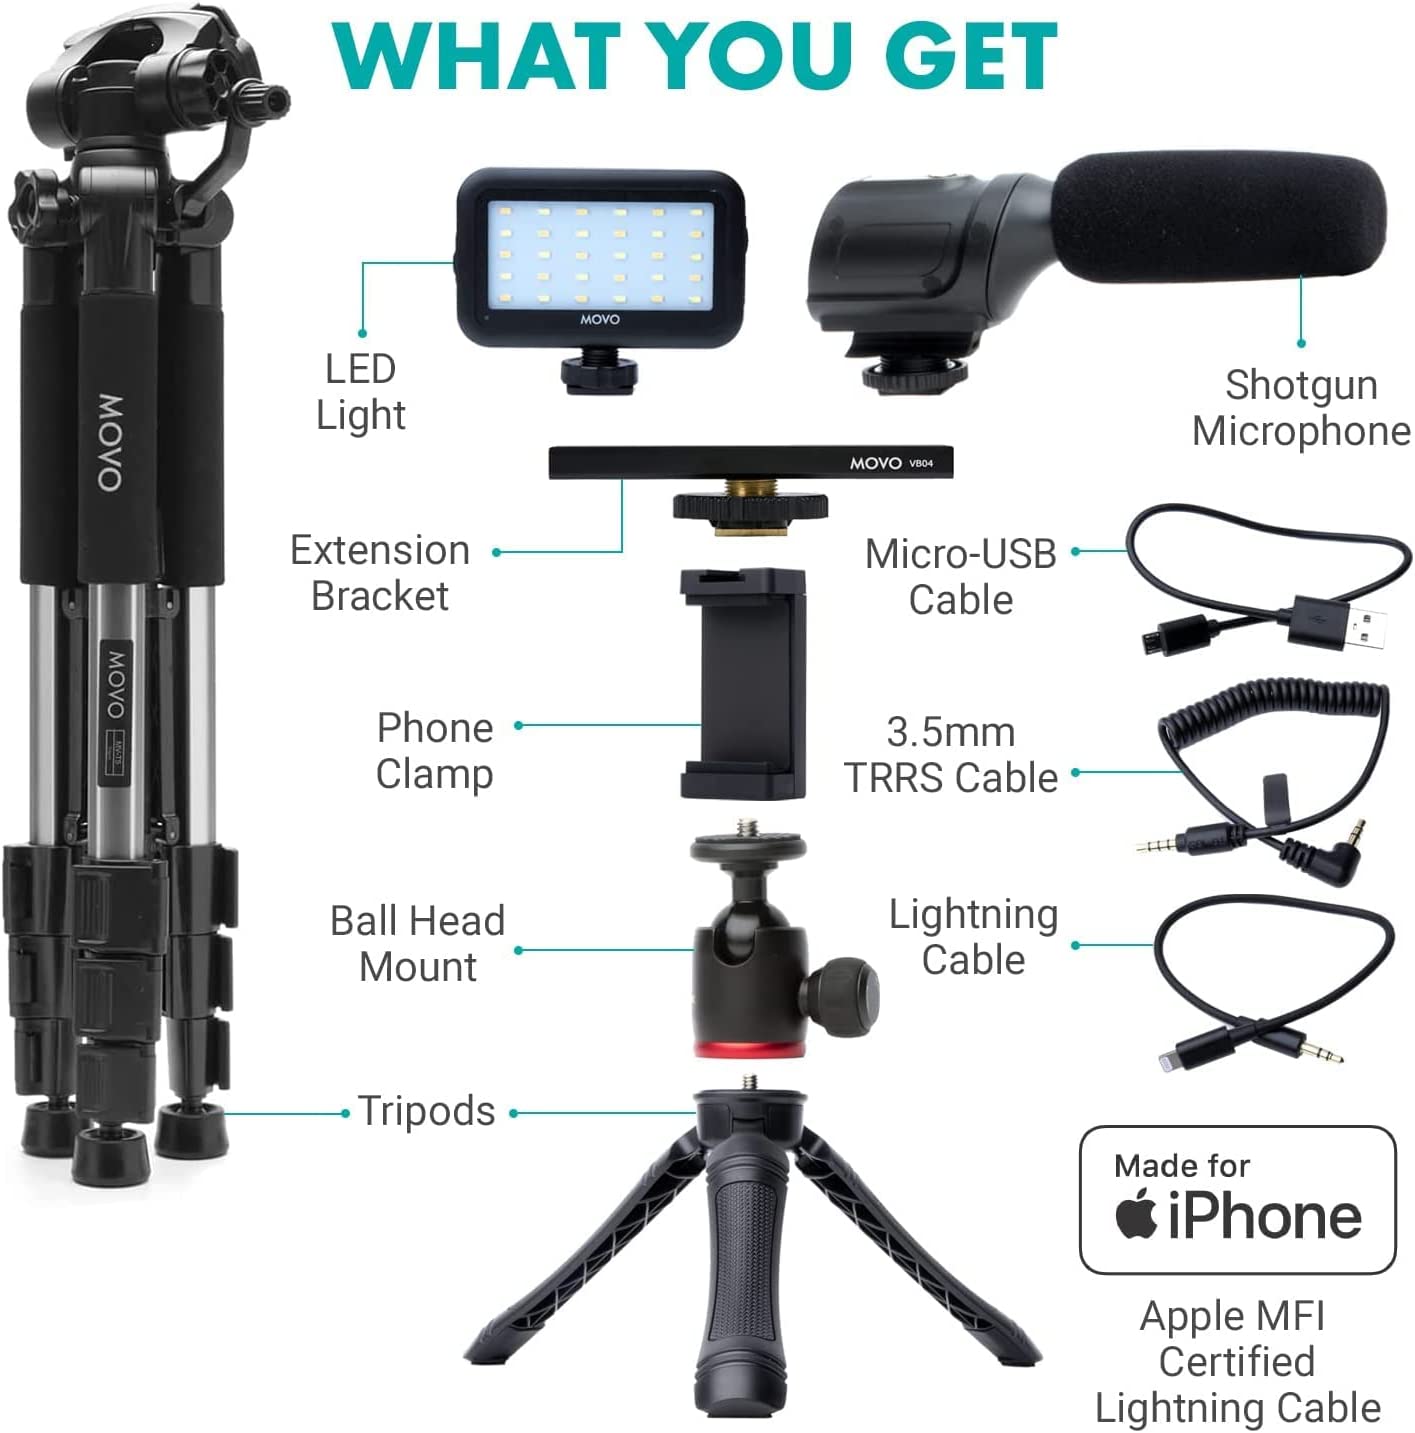 WHAT YOU GET
MOVO
LED
Light
Shotgun
Microphone
MOVO
MOVO VB04
Extension
Bracket
Micro-USB
Cable
MOVO
Phone
Clamp
3.5mm
TRRS Cable
Ball Head
Mount
Lightning
Cable
Tripods
Made for
iPhone
Apple MFI
Certified
Lightning Cable